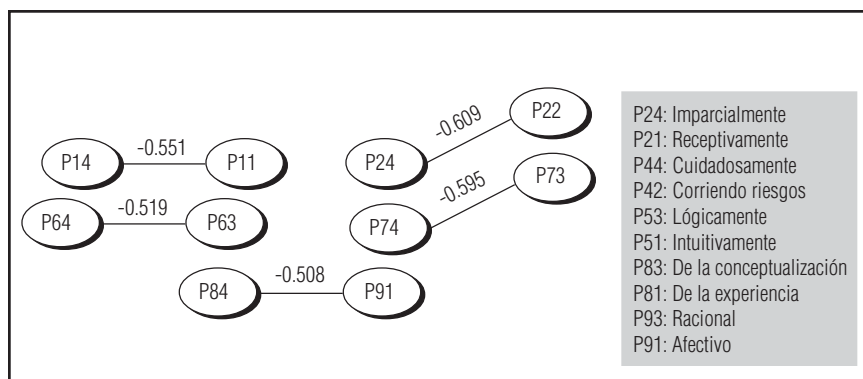 P14 -0.551 P11
P64 -0.519 P63
P84 -0.508 P91
P24 -0.609 P22
P74 -0.595 P73
P24: Imparcialmente
P21: Receptivamente
P44: Cuidadosamente
P42: Corriendo riesgos
P53: Lógicamente
P51: Intuitivamente
P83: De la conceptualización
P81: De la experiencia
P93: Racional
P91: Afectivo